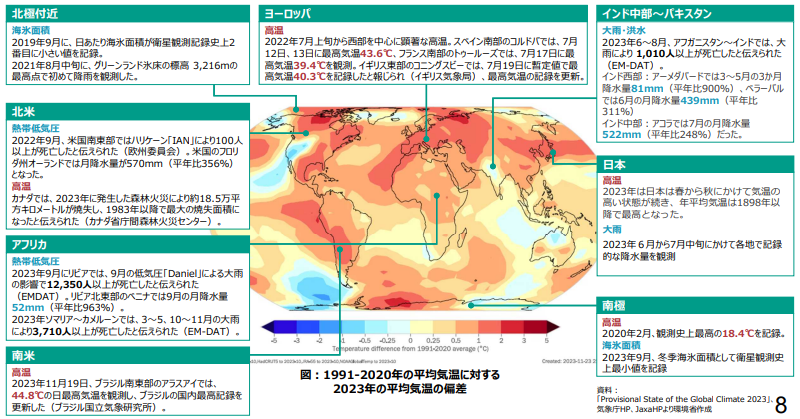 北極付近
海氷面積
2019年9月に、日あたり海氷面積が衛星観測記録史上2
番目に小さい値を記録。
2021年8月中旬に、グリーンランド氷床の標高 3,216mの
最高点で初めて降雨を観測した。
ヨーロッパ
高温
2022年7月上旬から西部を中心に顕著な高温。スペイン南部のコルドバでは、7月
12日、13日に最高気温43.6℃、フランス南部のトゥールーズでは、7月17日に最
高気温39.4℃を観測。イギリス東部のコニングスビーでは、7月19日に暫定値で最
高気温40.3℃を記録したと報じられ（イギリス気象局）、最高気温の記録を更新。
インド中部～パキスタン
大雨・洪水
2023年6～8月、アフガニスタン～インドでは、大
雨により 1,010人以上が死亡したと伝えられた
（EM-DAT）。
インド西部：アーメダバードでは3～5月の3か月
降水量81mm（平年比900％）、ベラーバル
では6月の月降水量439mm（平年比
311％）
インド中部：アコラでは7月の月降水量
522mm（平年比248％）だった。
北米
熱帯低気圧
2022年9月、米国南東部ではハリケーン「IAN」により100人
以上が死亡したと伝えられた（欧州委員会）。米国のフロリ
ダ州オーランドでは月降水量が570mm（平年比356％）
となった。
高温
カナダでは、2023年に発生した森林火災により約18.5万平
方キロメートルが焼失し、1983年以降で最大の焼失面積に
なったと伝えられた（カナダ省庁間森林火災センター）。
日本
高温
2023年は日本は春から秋にかけて気温の
高い状態が続き、年平均気温は1898年以
降で最高となった。
大雨
2023年６月から7月中旬にかけて各地で記録
的な降水量を観測
アフリカ
熱帯低気圧
2023年9月にリビアでは、9月の低気圧「Daniel」による大雨
の影響で12,350人以上が死亡したと伝えられた
（EMDAT）。リビア北東部のベニナでは9月の月降水量
52mm（平年比963％）。
2023年ソマリア～カメルーンでは、3～5、10～11月の大雨
により3,710人以上が死亡したと伝えられた（EM-DAT）。
南極
高温
2020年2月、観測史上最高の18.4℃を記録。
海氷面積
2023年9月、冬季海氷面積として衛星観測史
上最小値を記録
南米
高温
2023年11月19日、ブラジル南東部のアラスアイでは、
44.8℃の日最高気温を観測し、ブラジルの国内最高記録を
更新した（ブラジル国立気象研究所）。
-5 -3 -2 -1 -0.5 -0.25 0 0.25 0.5 1 2 3 5
Temperature difference from 1991-2020 average (°C)
Created: 2023-11-23
図：1991-2020年の平均気温に対する
2023年の平均気温の偏差
資料：
「Provisional State of the Global Climate 2023」、
気象庁HP、JaxaHPより環境省作成
8